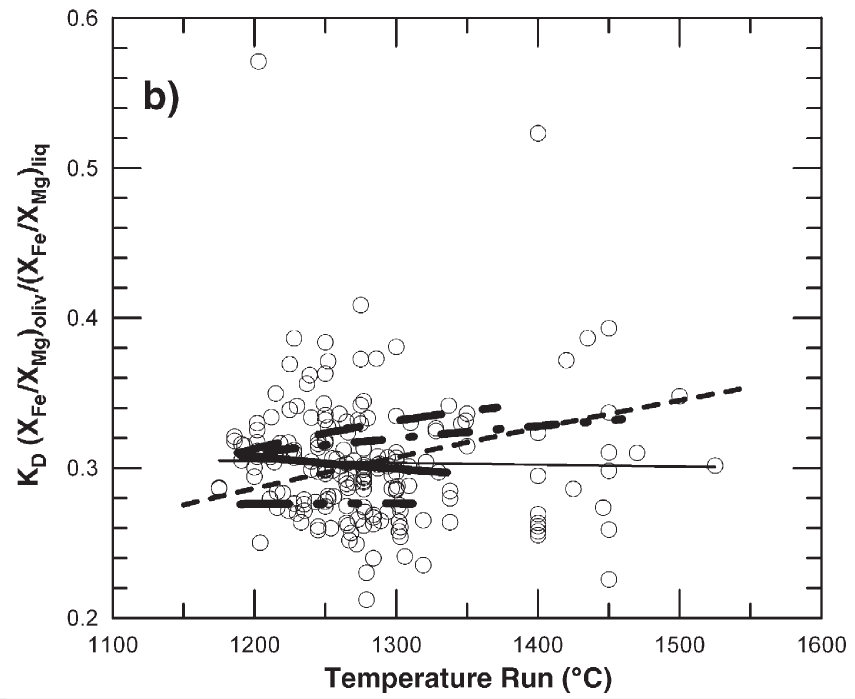 0.6
b)
0.5
0.4
0.3
0.2
K_D (X_Fe/X_Mg)_oliv/(X_Fe/X_Mg)_liq
1100 1200 1300 1400 1500 1600
Temperature Run (°C)